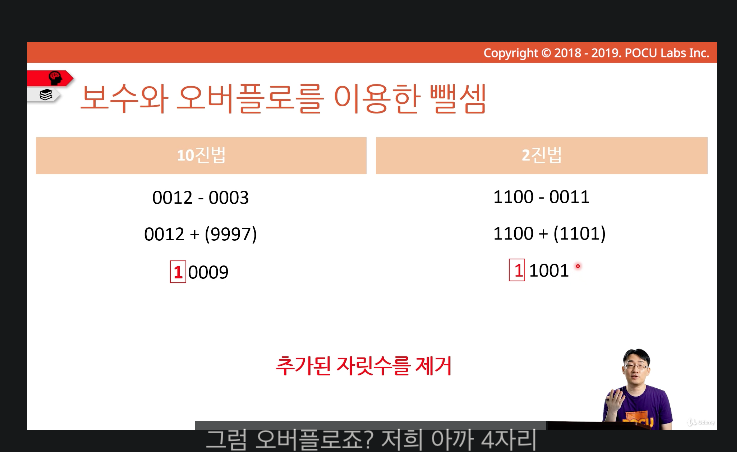 Copyright © 2018 - 2019. POCU Labs Inc.
보수와 오버플로를 이용한 뺄셈
10진법
2진법
0012 - 0003
1100 - 0011
0012 + (9997)
1100 + (1101)
1 0009
1 1001
추가된 자릿수를 제거
POCU
그럼 오버플로죠? 저희 아까 4자리